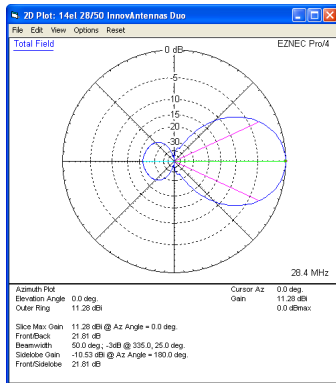 2D Plot: 14el 28/50 InnovAntennas Duo
File Edit View Options Reset
Total Field
EZNEC Pro/4
0 dB
-5
-10
-15
-20
-30
28.4 MHz
Azimuth Plot
Elevation Angle 0.0 deg.
Outer Ring 11.28 dBi
Cursor Az 0.0 deg.
Gain 11.28 dBi
0.0 dBmax
Slice Max Gain 11.28 dBi @ Az Angle = 0.0 deg.
Front/Back 21.81 dB
Beamwidth 50.0 deg.; -3dB @ 335.0, 25.0 deg.
Sidelobe Gain -10.53 dBi @ Az Angle = 180.0 deg.
Front/Sidelobe 21.81 dB